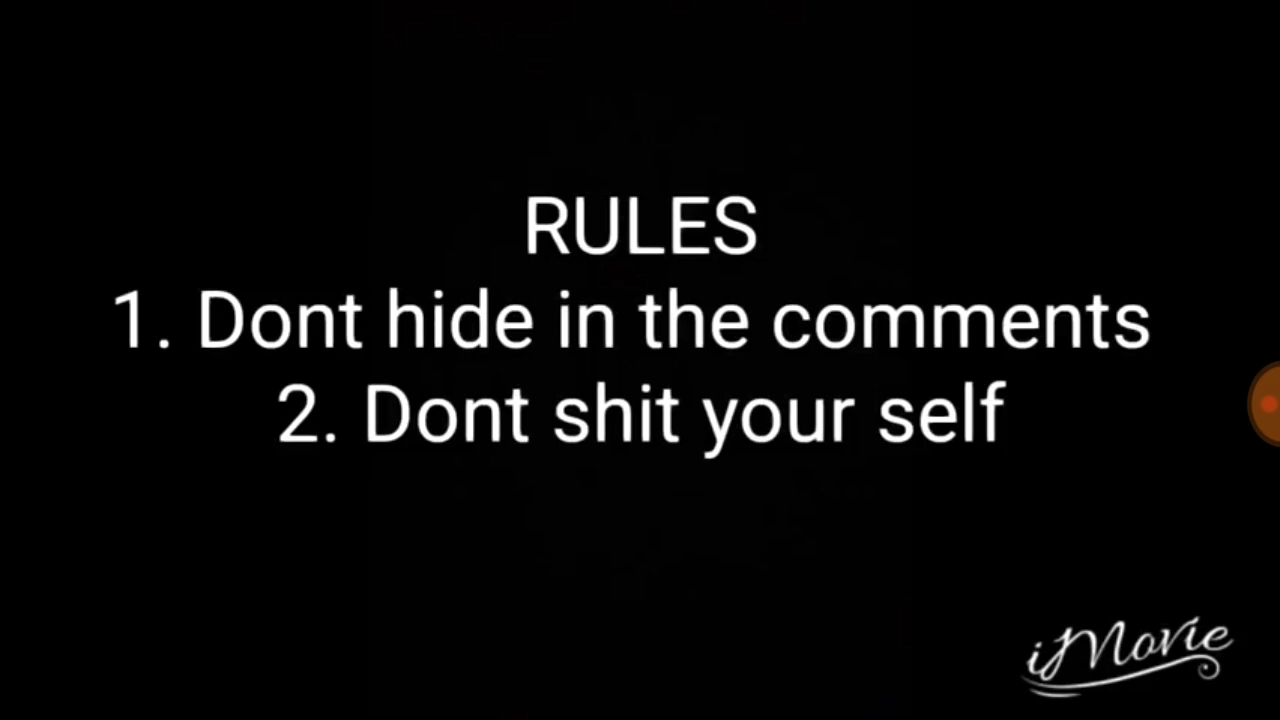 RULES
1. Dont hide in the comments
2. Dont shit your self
iMovie